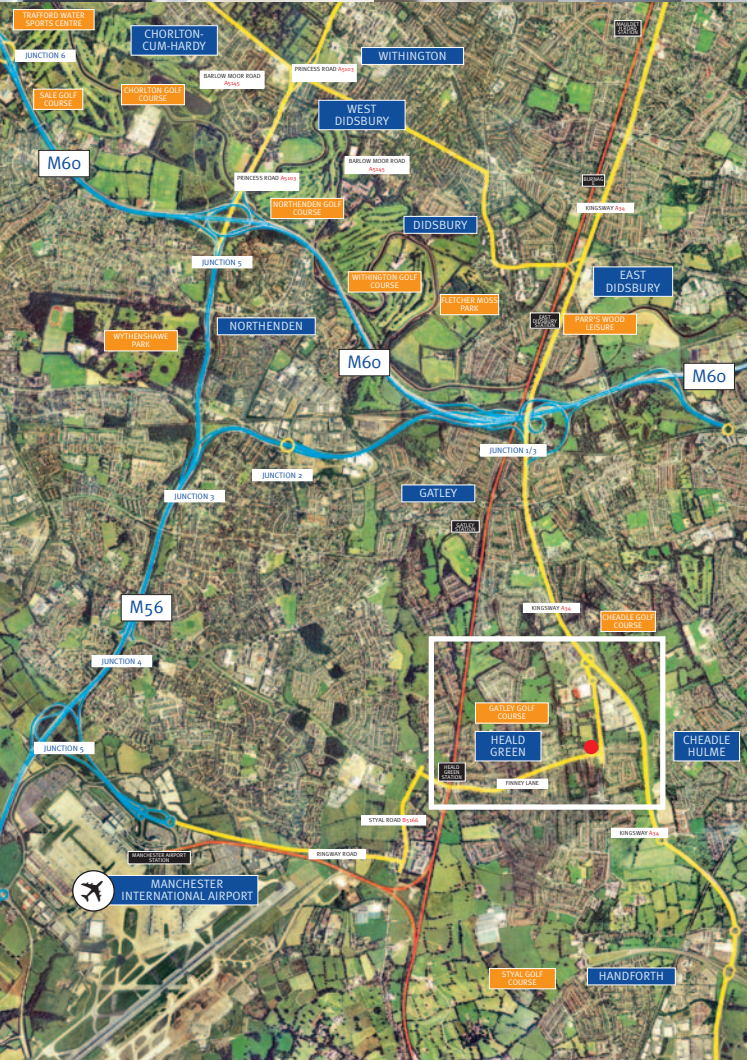 TRAFFORD WATER
SPORTS CENTRE
CHORLTON-
CUM-HARDY
JUNCTION 6
WITHINGTON
MAULDETH ROAD
STATION
BARLOW MOOR ROAD
A5145
PRINCESS ROAD A5103
SALE GOLF
COURSE
CHORLTON GOLF
COURSE
WEST
DIDSBURY
M60
BARLOW MOOR ROAD
A5145
PRINCESS ROAD A5103
BURNAG
E
NORTHENDEN GOLF
COURSE
KINGSWAY A34
DIDSBURY
JUNCTION 5
WITHINGTON GOLF
COURSE
EAST
DIDSBURY
FLETCHER MOSS
PARK
NORTHENDEN
EAST
DIDSBURY
STATION
PARR'S WOOD
LEISURE
WYTHENSHAWE
PARK
M60
M60
JUNCTION 1/3
JUNCTION 2
JUNCTION 3
GATLEY
GATLEY
STATION
M56
KINGSWAY A34
CHEADLE GOLF
COURSE
JUNCTION 4
GATLEY GOLF
COURSE
HEALD
GREEN
CHEADLE
HULME
JUNCTION 5
HEALD
GREEN
STATION
FINNEY LANE
STYAL ROAD B5166
KINGSWAY A34
RINGWAY ROAD
MANCHESTER AIRPORT
STATION
MANCHESTER
INTERNATIONAL AIRPORT
STYAL GOLF
COURSE
HANDFORTH